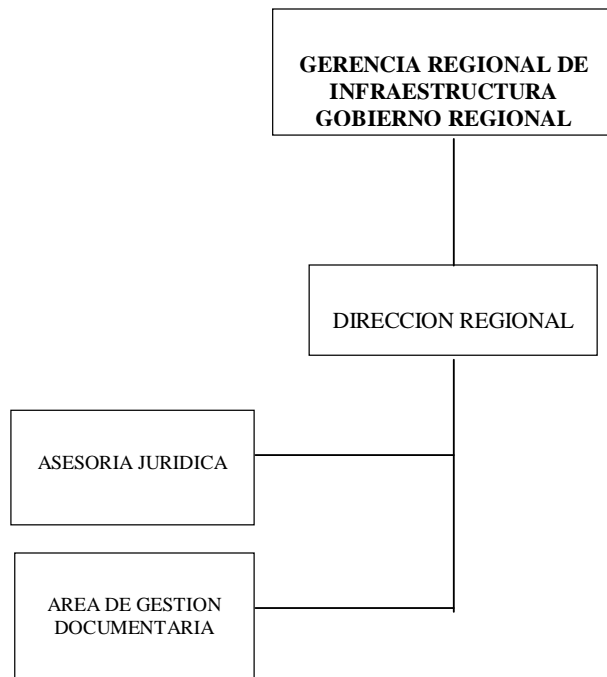 GERENCIA REGIONAL DE
INFRAESTRUCTURA
GOBIERNO REGIONAL
DIRECCION REGIONAL
ASESORIA JURIDICA
AREA DE GESTION
DOCUMENTARIA